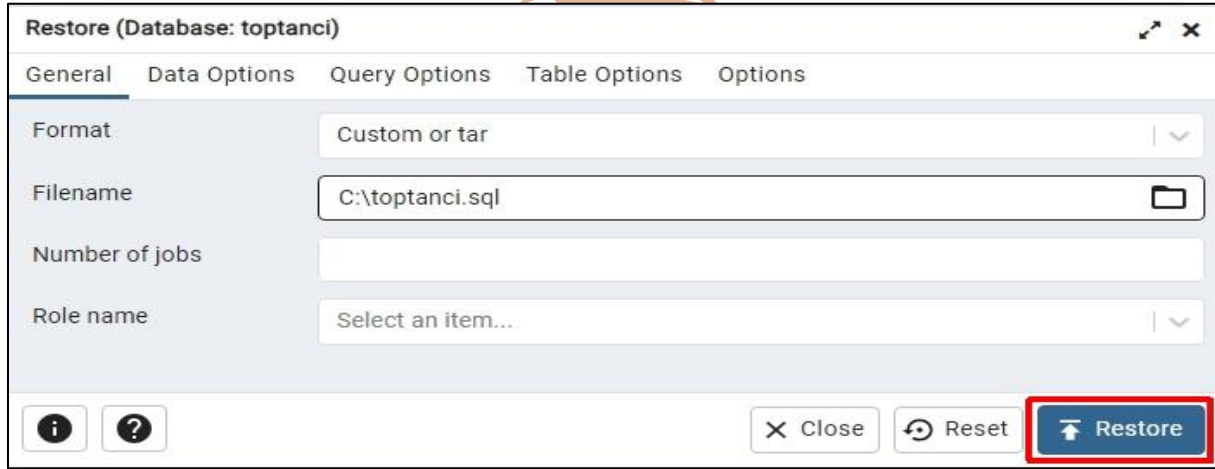 Restore (Database: toptanci)
General Data Options Query Options Table Options Options
Format Custom or tar
Filename C:\toptanci.sql
Number of jobs
Role name Select an item...
Close Reset Restore